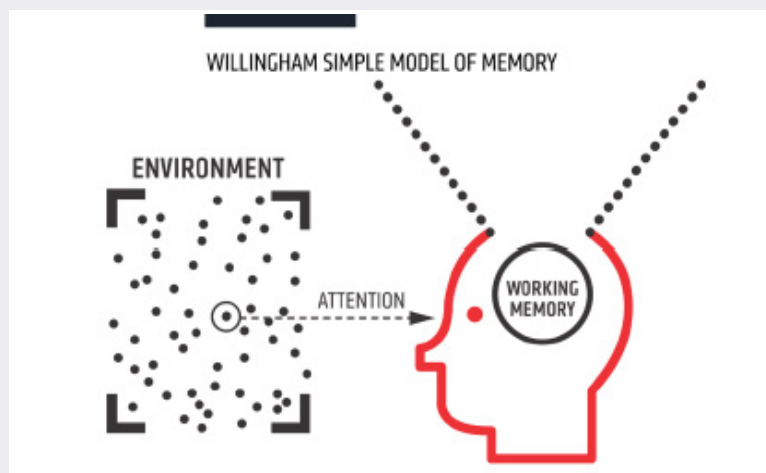 WILLINGHAM SIMPLE MODEL OF MEMORY
ENVIRONMENT
ATTENTION
WORKING
MEMORY